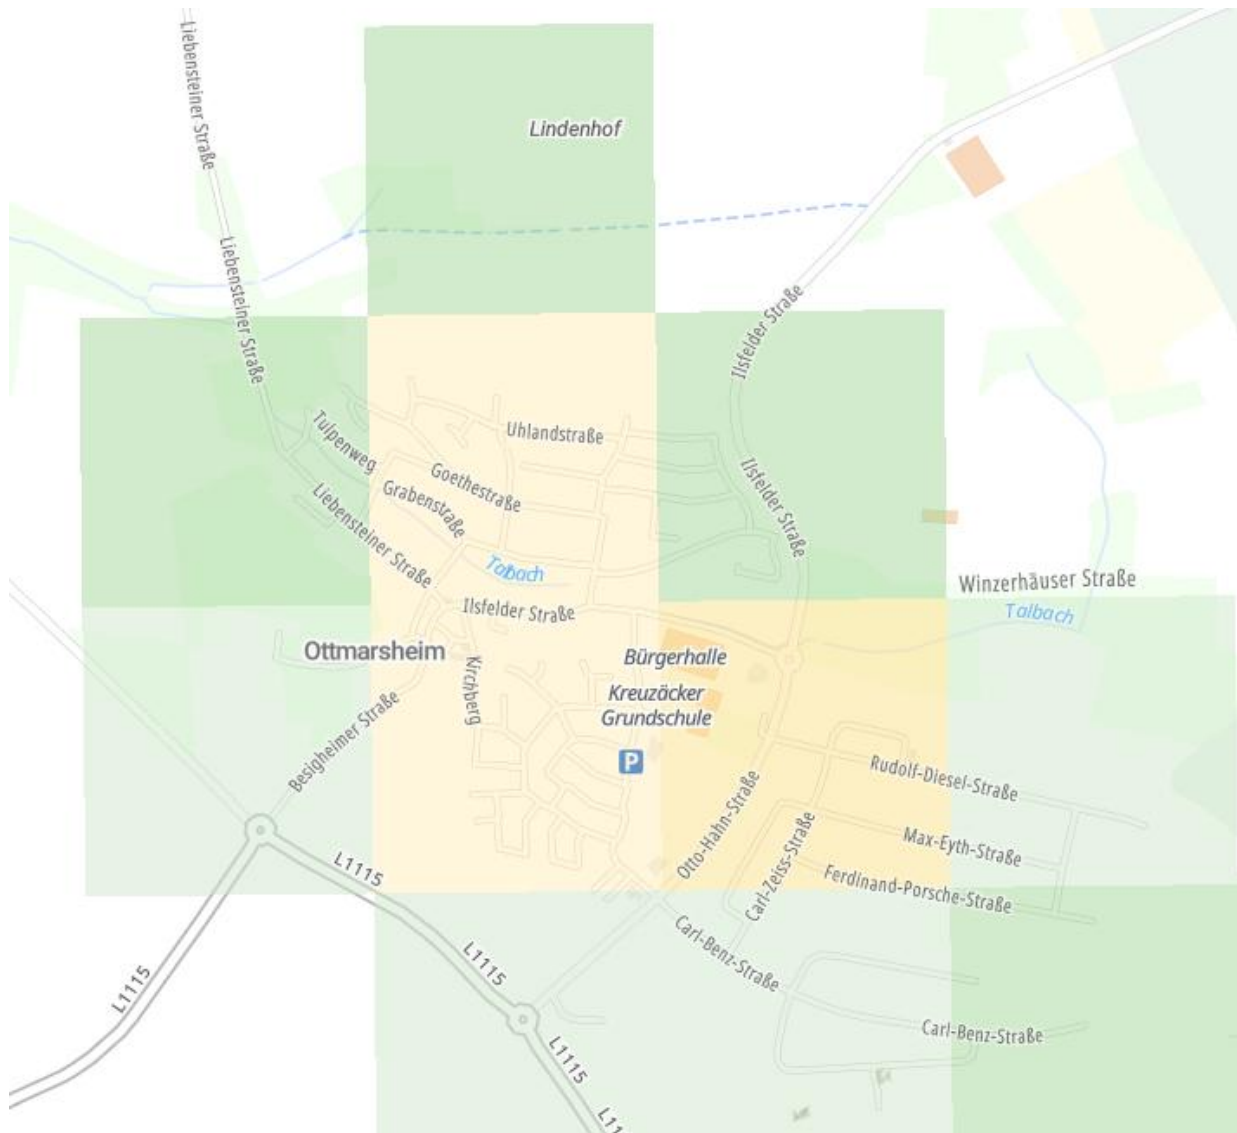 Liebensteiner Straße
Lindenhof
Liebensteiner Straße
Ilsfelder Straße
Tulpenweg
Uhlandstraße
Goethestraße
Grabenstraße
Liebensteiner Straße
Ilsfelder Straße
Talbach
Winzerhäuser Straße
Talbach
Ilsfelder Straße
Ottmarsheim
Kirchberg
Bürgerhalle
Kreuzäcker
Grundschule
P
Besigheimer Straße
Rudolf-Diesel-Straße
Otto-Hahn-Straße
Max-Eyth-Straße
Carl-Zeiss-Straße
Ferdinand-Porsche-Straße
L1115
L1115
L1115
Carl-Benz-Straße
Carl-Benz-Straße
L1115
L11